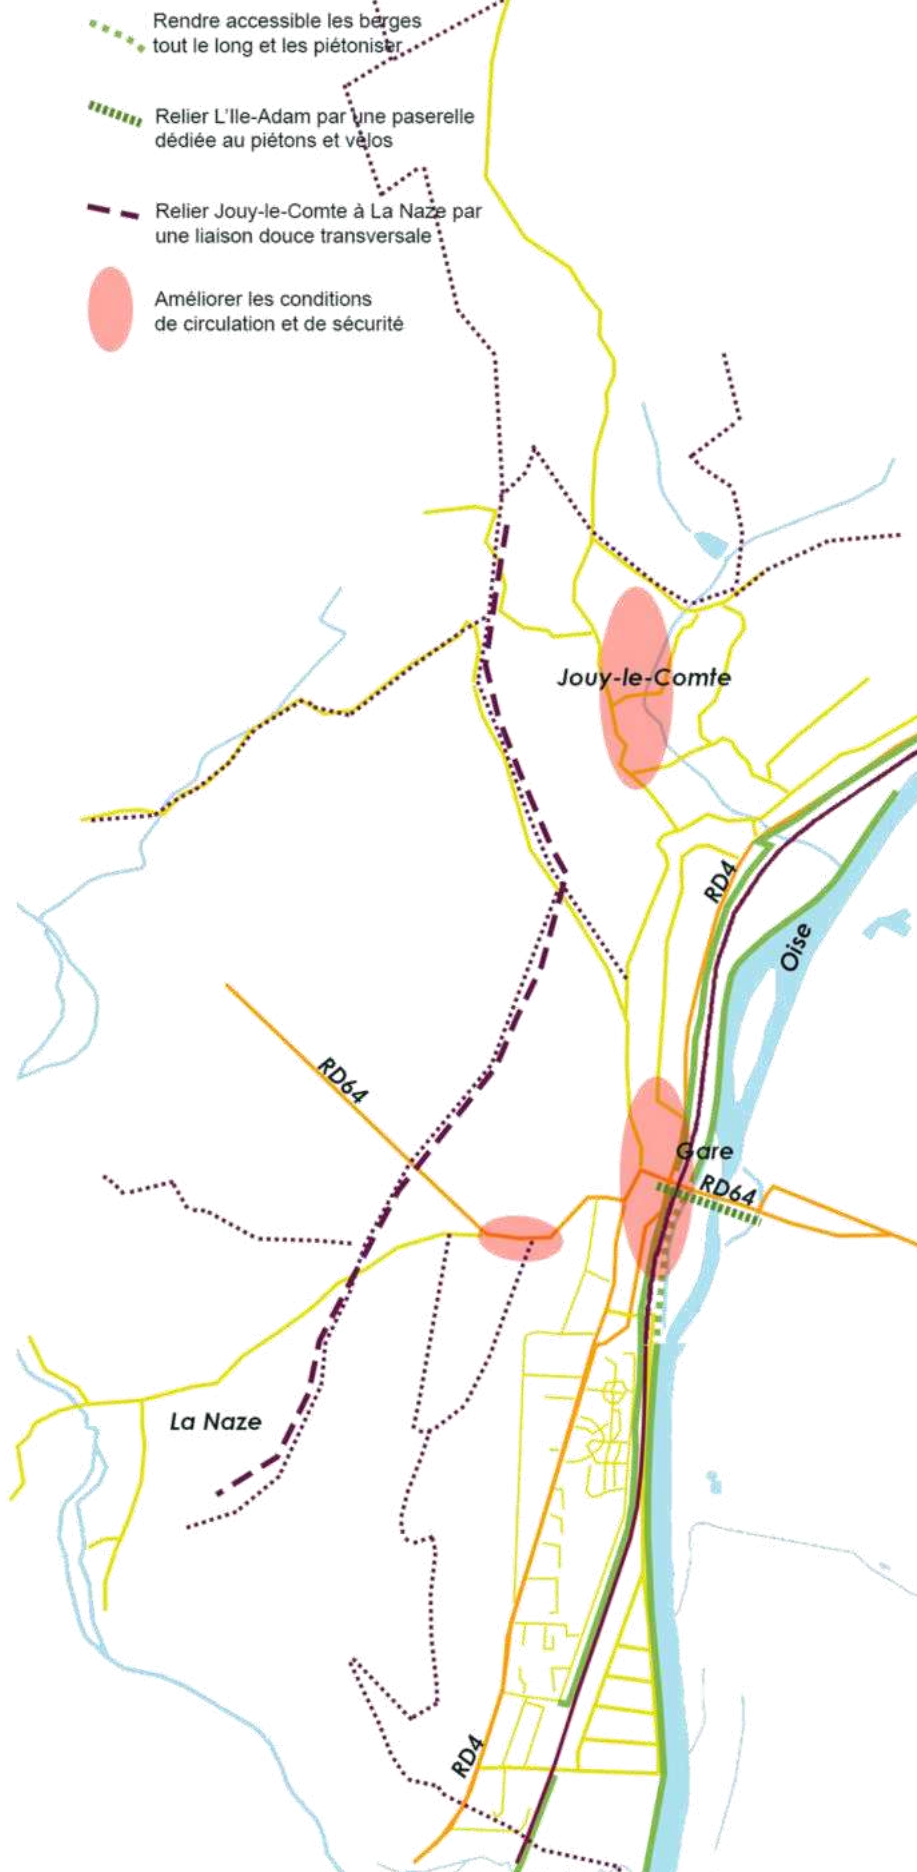 Rendre accessible les berges
tout le long et les piétoniser
Relier L'Ile-Adam par une paserelle
dédiée au piétons et vélos
Relier Jouy-le-Comte à La Naze par
une liaison douce transversale
Améliorer les conditions
de circulation et de sécurité
Jouy-le-Comte
RD4
Oise
RD64
Gare
RD64
La Naze
RD4